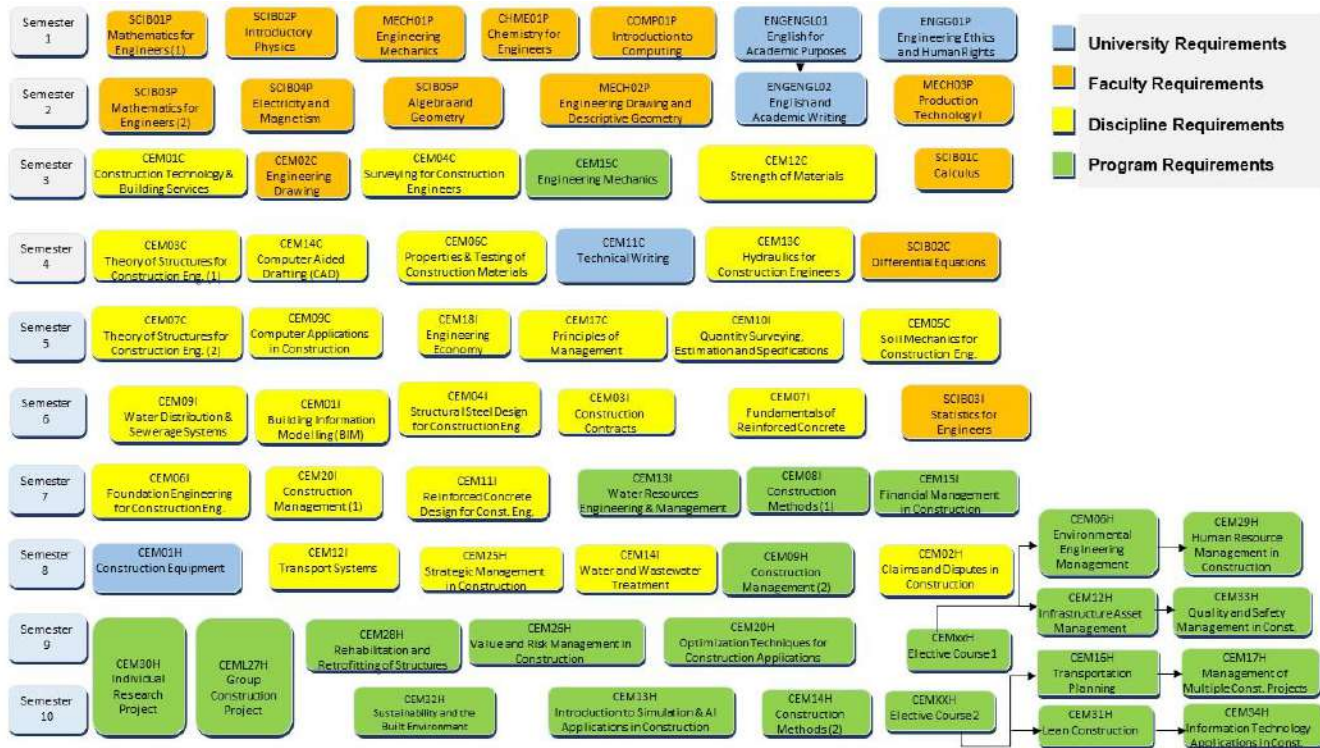 Semester
1
SCIB01P
Mathematics for
Engineers (1)
SCIB02P
Introductory
Physics
MECH01P
Engineering
Mechanics
CHME01P
Chemistry for
Engineers
COMP01P
Introduction to
Computing
ENGENGL01
English for
Academic Purposes
ENGG01P
Engineering Ethics
and Human Rights
University Requirements
Faculty Requirements
Discipline Requirements
Program Requirements
Semester
2
SCIB03P
Mathematics for
Engineers (2)
SCIB04P
Electricity and
Magnetism
SCIB05P
Algebra and
Geometry
MECH02P
Engineering Drawing and
Descriptive Geometry
ENGENGL02
English and
Academic Writing
MECH03P
Production
Technology I
Semester
3
CEM01C
Construction Technology &
Building Services
CEM02C
Engineering
Drawing
CEM04C
Surveying for Construction
Engineers
CEM15C
Engineering Mechanics
CEM12C
Strength of Materials
SCIB01C
Calculus
Semester
4
CEM03C
Theory of Structures for
Construction Eng. (1)
CEM14C
Computer Aided
Drafting (CAD)
CEM06C
Properties & Testing of
Construction Materials
CEM11C
Technical Writing
CEM13C
Hydraulics for
Construction Engineers
SCIB02C
Differential Equations
Semester
5
CEM07C
Theory of Structures for
Construction Eng. (2)
CEM09C
Computer Applications
in Construction
CEM18I
Engineering
Economy
CEM17C
Principles of
Management
CEM10I
Quantity Surveying,
Estimation and Specifications
CEM05C
Soil Mechanics for
Construction Eng.
Semester
6
CEM09I
Water Distribution &
Sewerage Systems
CEM01I
Building Information
Modelling (BIM)
CEM04I
Structural Steel Design
for Construction Eng.
CEM03I
Construction
Contracts
CEM07I
Fundamentals of
Reinforced Concrete
SCIB03I
Statistics for
Engineers
Semester
7
CEM06I
Foundation Engineering
for Construction Eng.
CEM20I
Construction
Management (1)
CEM11I
Reinforced Concrete
Design for Const. Eng.
CEM13I
Water Resources
Engineering & Management
CEM08I
Construction
Methods (1)
CEM15I
Financial Management
in Construction
Semester
8
CEM01H
Construction Equipment
CEM12I
Transport Systems
CEM25H
Strategic Management
in Construction
CEM14I
Water and Wastewater
Treatment
CEM09H
Construction
Management (2)
CEM02H
Claims and Disputes in
Construction
CEM06H
Environmental
Engineering
Management
CEM29H
Human Resource
Management in
Construction
CEM12H
Infrastructure Asset
Management
CEM33H
Quality and Safety
Management in Const.
Semester
9
CEM30H
Individual
Research
Project
CEML27H
Group
Construction
Project
CEM28H
Rehabilitation and
Retrofitting of Structures
CEM26H
Value and Risk Management in
Construction
CEM20H
Optimization Techniques for
Construction Applications
CEMxxH
Elective Course 1
CEM16H
Transportation
Planning
CEM17H
Management of
Multiple Const. Projects
Semester
10
CEM32H
Sustainability and the
Built Environment
CEM13H
Introduction to Simulation & AI
Applications in Construction
CEM14H
Construction
Methods (2)
CEMXXH
Elective Course 2
CEM31H
Lean Construction
CEM34H
Information Technology
Applications in Const.